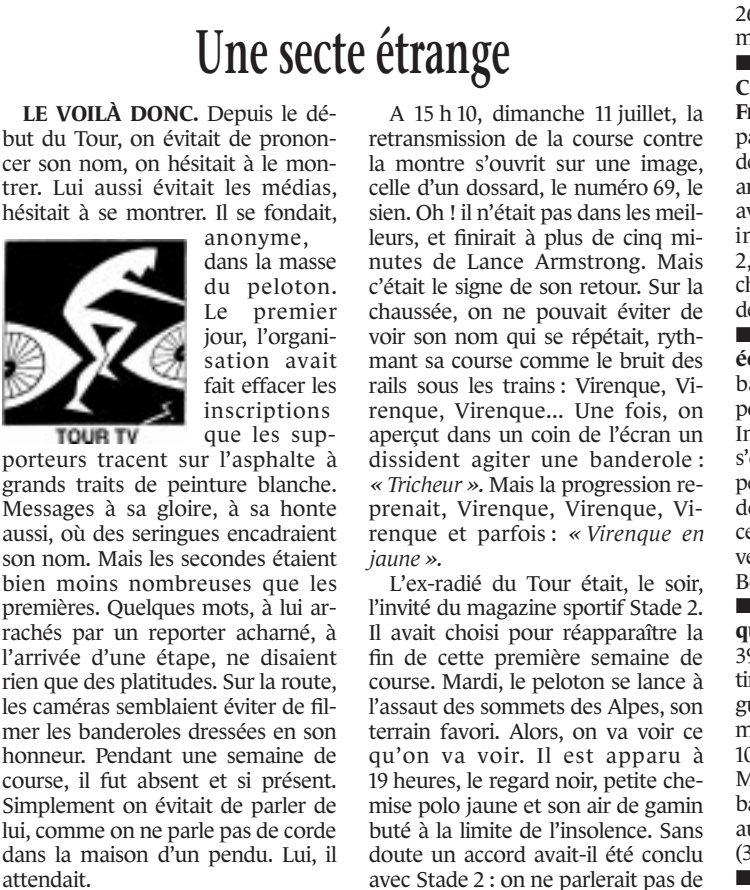 Une secte étrange
LE VOILÀ DONC. Depuis le dé-
but du Tour, on évitait de pronon-
cer son nom, on hésitait à le mon-
trer. Lui aussi évitait les médias,
hésitait à se montrer. Il se fondait,
anonyme,
dans la masse
du peloton.
Le premier
jour, l'organi-
sation avait
fait effacer les
inscriptions
que les sup-
TOUR TV
porteurs tracent sur l'asphalte à
grands traits de peinture blanche.
Messages à sa gloire, à sa honte
aussi, où des seringues encadraient
son nom. Mais les secondes étaient
bien moins nombreuses que les
premières. Quelques mots, à lui ar-
rachés par un reporter acharné, à
l'arrivée d'une étape, ne disaient
rien que des platitudes. Sur la route,
les caméras semblaient éviter de fil-
mer les banderoles dressées en son
honneur. Pendant une semaine de
course, il fut absent et si présent.
Simplement on évitait de parler de
lui, comme on ne parle pas de corde
dans la maison d'un pendu. Lui, il
attendait.
A 15 h 10, dimanche 11 juillet, la
retransmission de la course contre
la montre s'ouvrit sur une image,
celle d'un dossard, le numéro 69, le
sien. Oh ! il n'était pas dans les meil-
leurs, et finirait à plus de cinq mi-
nutes de Lance Armstrong. Mais
c'était le signe de son retour. Sur la
chaussée, on ne pouvait éviter de
voir son nom qui se répétait, ryth-
mant sa course comme le bruit des
rails sous les trains : Virenque, Vi-
renque, Virenque... Une fois, on
aperçut dans un coin de l'écran un
dissident agiter une banderole :
« Tricheur ». Mais la progression re-
prenait, Virenque, Virenque, Vi-
renque et parfois : « Virenque en
jaune ».
L'ex-radié du Tour était, le soir,
l'invité du magazine sportif Stade 2.
Il avait choisi pour réapparaître la
fin de cette première semaine de
course. Mardi, le peloton se lance à
l'assaut des sommets des Alpes, son
terrain favori. Alors, on va voir ce
qu'on va voir. Il est apparu à
19 heures, le regard noir, petite che-
mise polo jaune et son air de gamin
buté à la limite de l'insolence. Sans
doute un accord avait-il été conclu
avec Stade 2 : on ne parlerait pas de